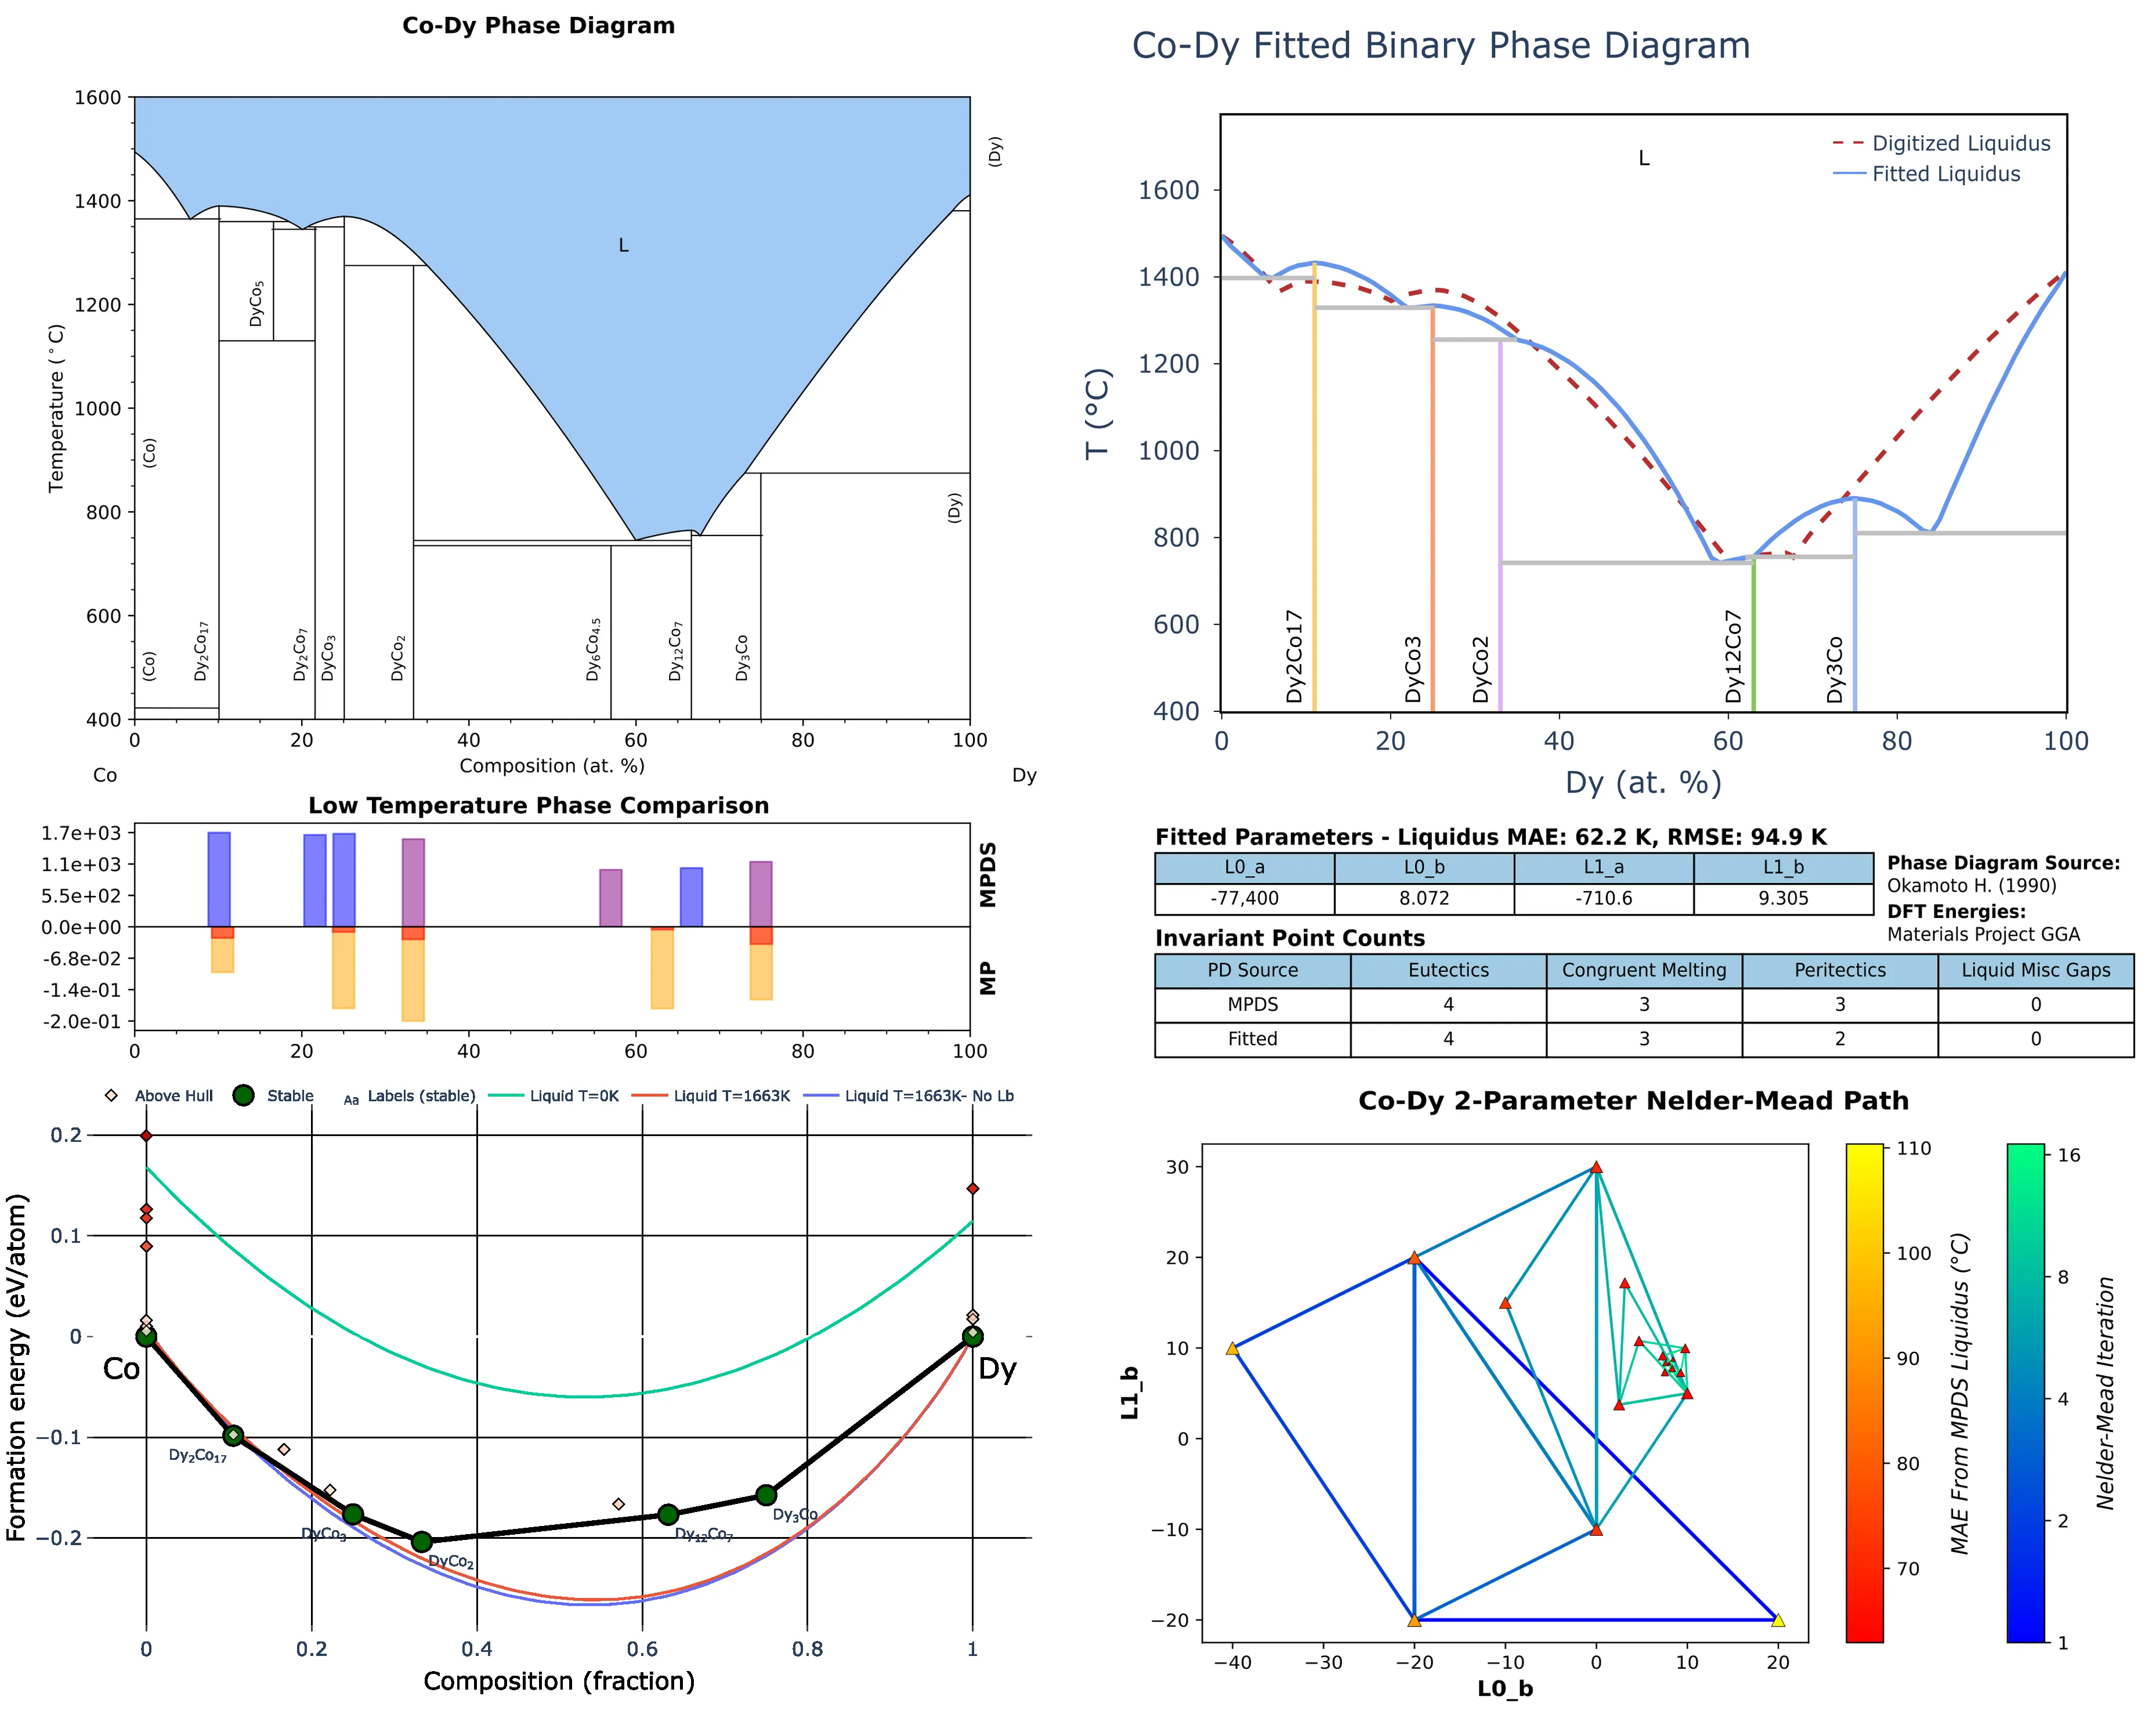 Co-Dy Phase Diagram
1600
1400
1200
1000
800
600
400
Temperature (°C)
L
(Co)
(Co)
Dy2Co17
DyCo5
Dy2Co7
DyCo3
DyCo2
Dy6Co4.5
Dy12Co7
Dy3Co
(Dy)
(Dy)
0 20 40 60 80 100
Composition (at. %)
Co Dy
Co-Dy Fitted Binary Phase Diagram
L
Digitized Liquidus
Fitted Liquidus
1600
1400
1200
1000
800
600
400
T (°C)
Dy2Co17
DyCo3
DyCo2
Dy12Co7
Dy3Co
0 20 40 60 80 100
Dy (at. %)
Low Temperature Phase Comparison
1.7e+03
1.1e+03
5.5e+02
0.0e+00
-6.8e-02
-1.4e-01
-2.0e-01
MPDS
MP
0 20 40 60 80 100
Fitted Parameters - Liquidus MAE: 62.2 K, RMSE: 94.9 K
L0_a L0_b L1_a L1_b
-77,400 8.072 -710.6 9.305
Phase Diagram Source:
Okamoto H. (1990)
DFT Energies:
Materials Project GGA
Invariant Point Counts
PD Source Eutectics Congruent Melting Peritectics Liquid Misc Gaps
MPDS 4 3 3 0
Fitted 4 3 2 0
Above Hull Stable Aa Labels (stable) Liquid T=0K Liquid T=1663K Liquid T=1663K- No Lb
0.2
0.1
0
−0.1
−0.2
Formation energy (eV/atom)
Co
Dy
Dy2Co17
DyCo3
DyCo2
Dy12Co7
Dy3Co
0 0.2 0.4 0.6 0.8 1
Composition (fraction)
Co-Dy 2-Parameter Nelder-Mead Path
30
20
10
0
−10
−20
L1_b
−40 −30 −20 −10 0 10 20
L0_b
110
100
90
80
70
MAE From MPDS Liquidus (°C)
16
8
4
2
1
Nelder-Mead Iteration